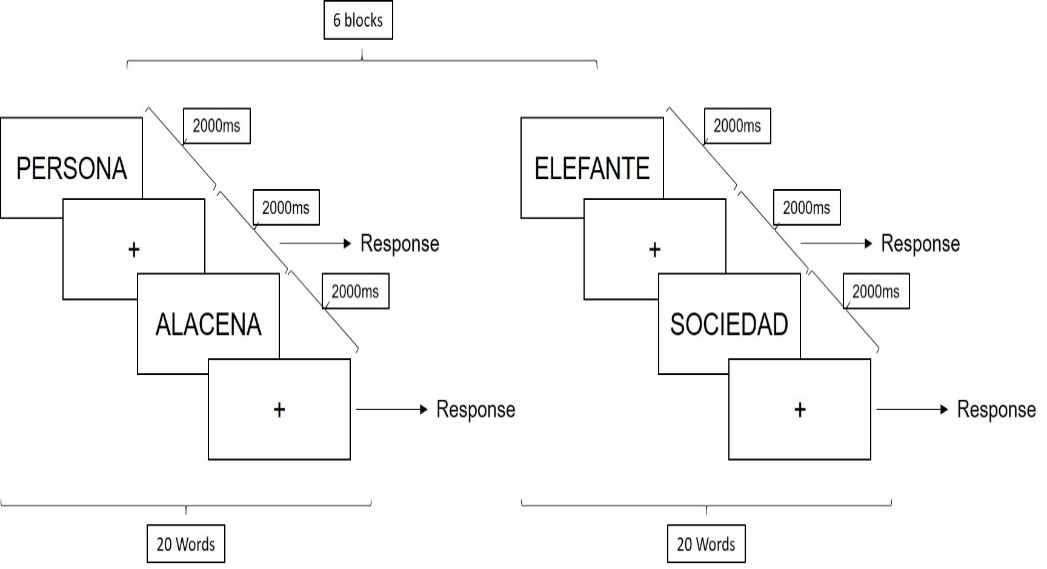 6 blocks
2000ms
PERSONA
2000ms
+
Response
2000ms
ALACENA
+
Response
20 Words
2000ms
ELEFANTE
2000ms
+
Response
2000ms
SOCIEDAD
+
Response
20 Words